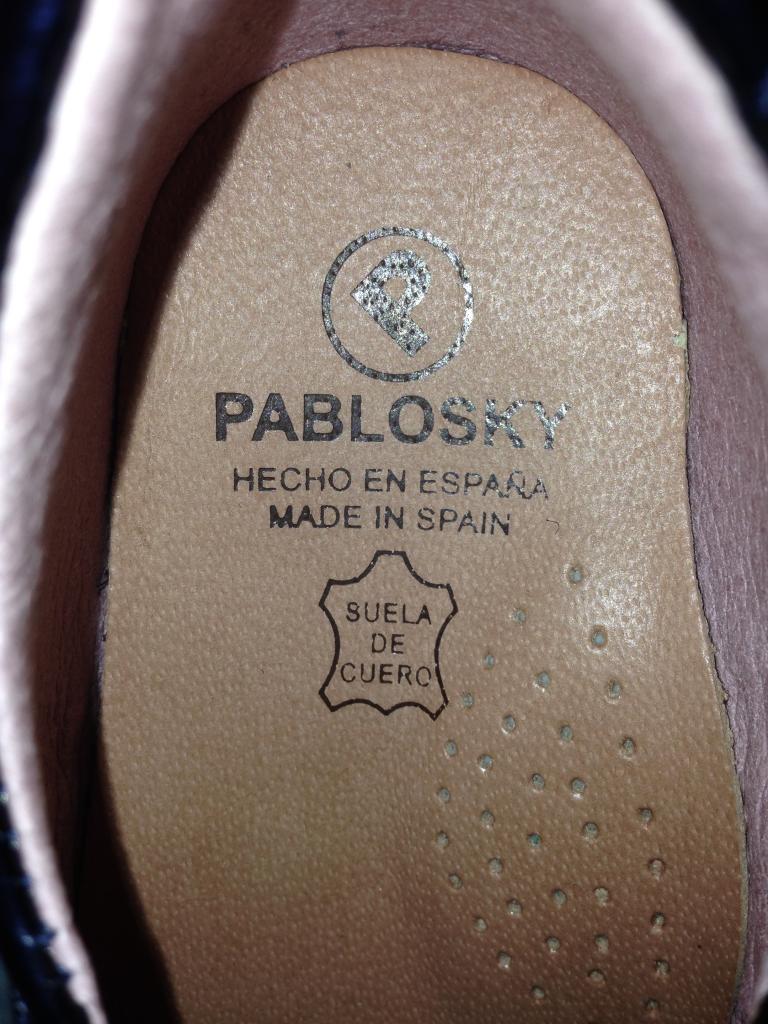 P
PABLOSKY
HECHO EN ESPAÑA
MADE IN SPAIN
SUELA
DE
CUERO